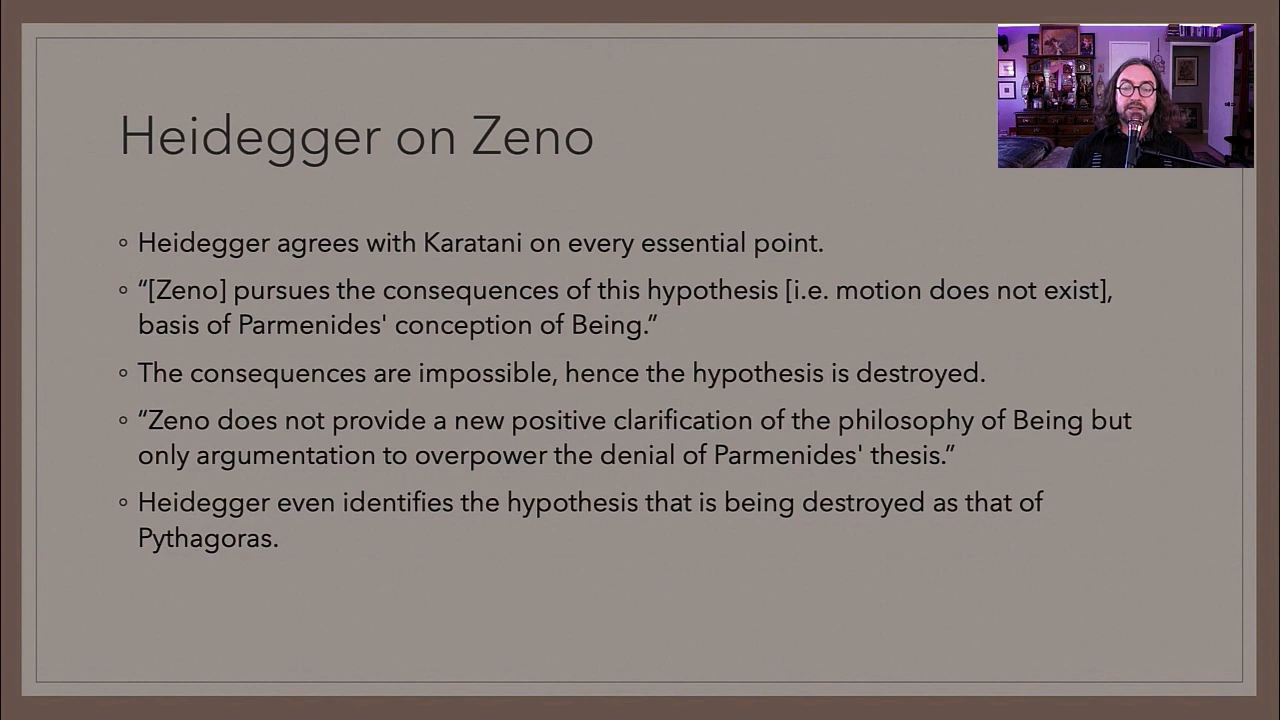 Heidegger on Zeno
◦ Heidegger agrees with Karatani on every essential point.
◦ “[Zeno] pursues the consequences of this hypothesis [i.e. motion does not exist],
basis of Parmenides' conception of Being.”
◦ The consequences are impossible, hence the hypothesis is destroyed.
◦ “Zeno does not provide a new positive clarification of the philosophy of Being but
only argumentation to overpower the denial of Parmenides' thesis.”
◦ Heidegger even identifies the hypothesis that is being destroyed as that of
Pythagoras.